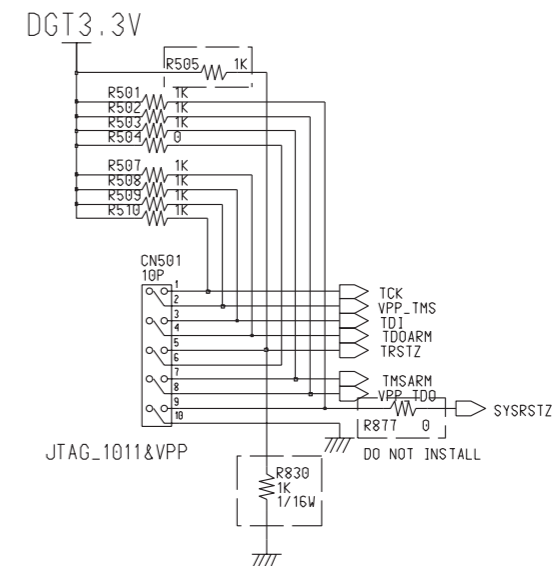 DGT3.3V
R505 1K
R501 1K
R502 1K
R503 1K
R504 0
R507 1K
R508 1K
R509 1K
R510 1K
CN501
10P
1
2
3
4
5
6
7
8
9
10
TCK
VPP_TMS
TDI
TDOARM
TRSTZ
TMSARM
VPP_TDO
SYSRSTZ
R877 0
JTAG_1011&VPP
DO NOT INSTALL
R830
1K
1/16W